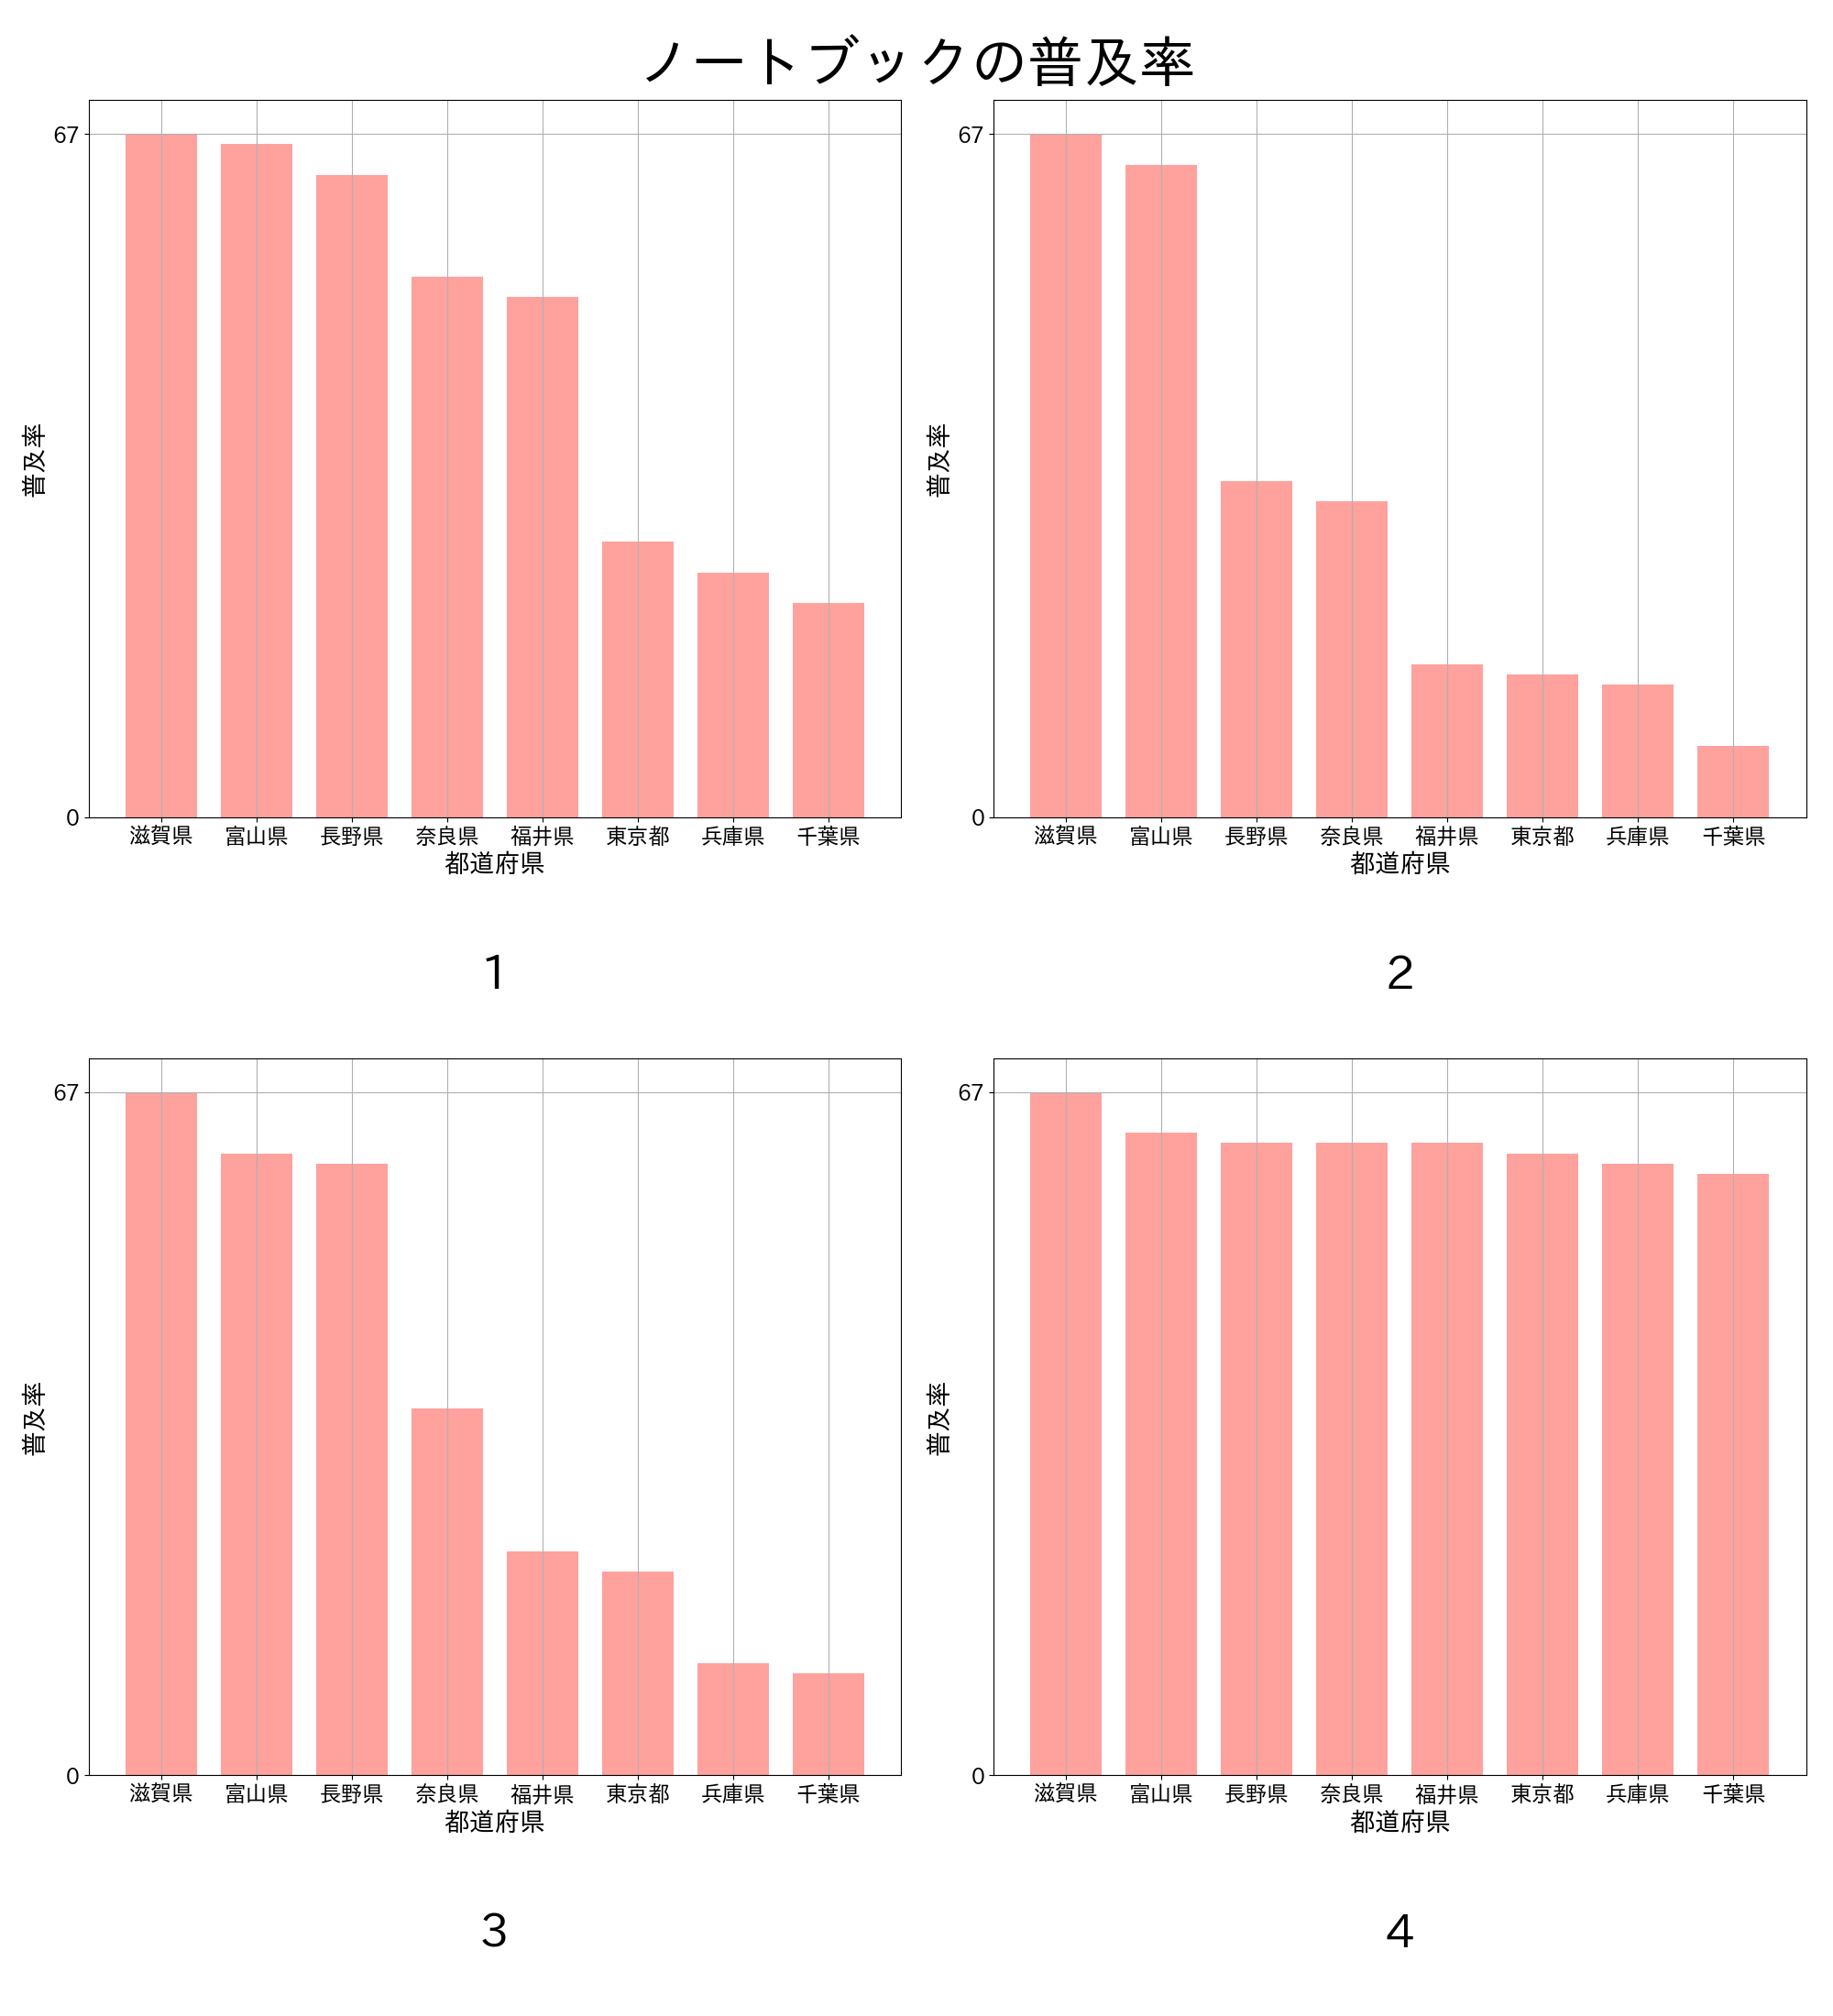 ノートブックの普及率
67
0
普及率
滋賀県 富山県 長野県 奈良県 福井県 東京都 兵庫県 千葉県
都道府県
1
67
0
普及率
滋賀県 富山県 長野県 奈良県 福井県 東京都 兵庫県 千葉県
都道府県
2
67
0
普及率
滋賀県 富山県 長野県 奈良県 福井県 東京都 兵庫県 千葉県
都道府県
3
67
0
普及率
滋賀県 富山県 長野県 奈良県 福井県 東京都 兵庫県 千葉県
都道府県
4